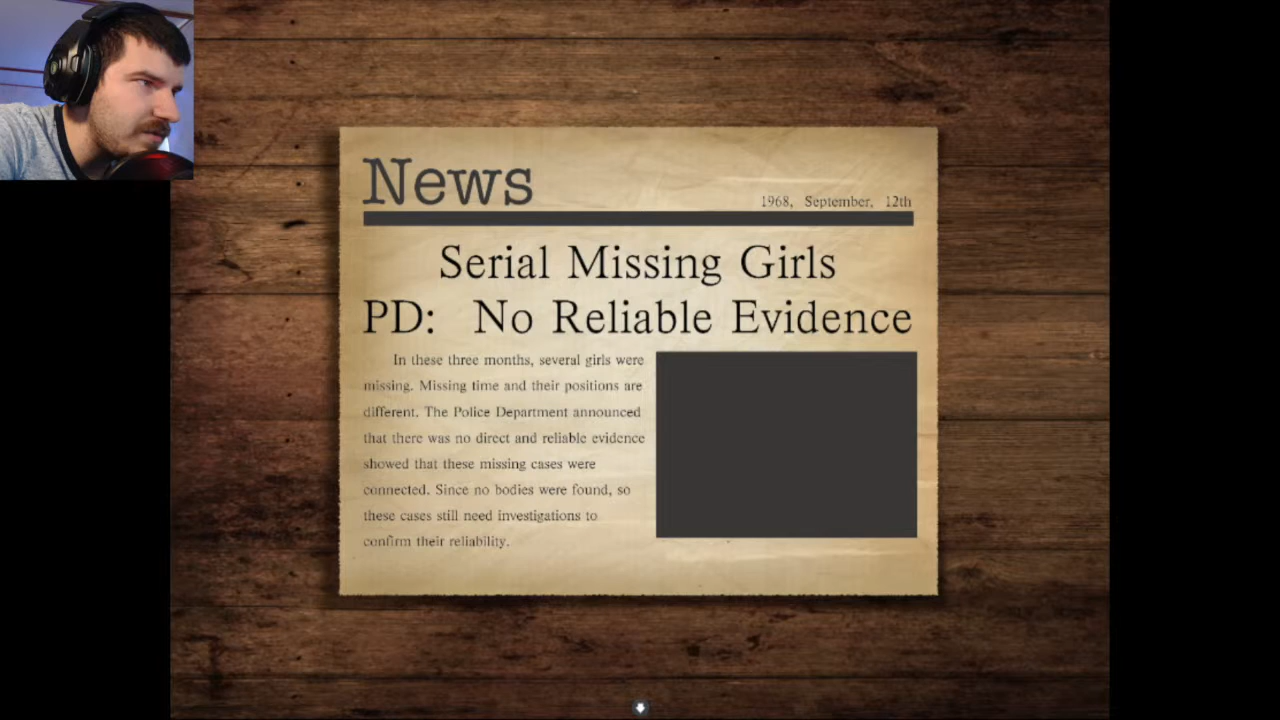 News
1968, September, 12th
Serial Missing Girls
PD: No Reliable Evidence
In these three months, several girls were
missing. Missing time and their positions are
different. The Police Department announced
that there was no direct and reliable evidence
showed that these missing cases were
connected. Since no bodies were found, so
these cases still need investigations to
confirm their reliability.